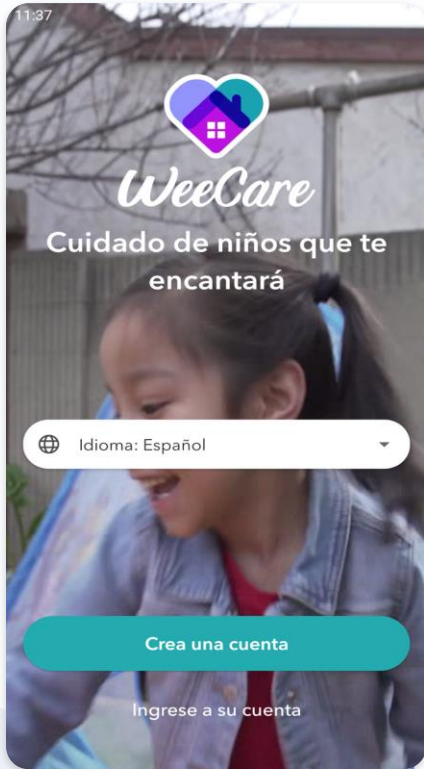 11:37
WeeCare
Cuidado de niños que te
encantará
Idioma: Español
Crea una cuenta
Ingrese a su cuenta